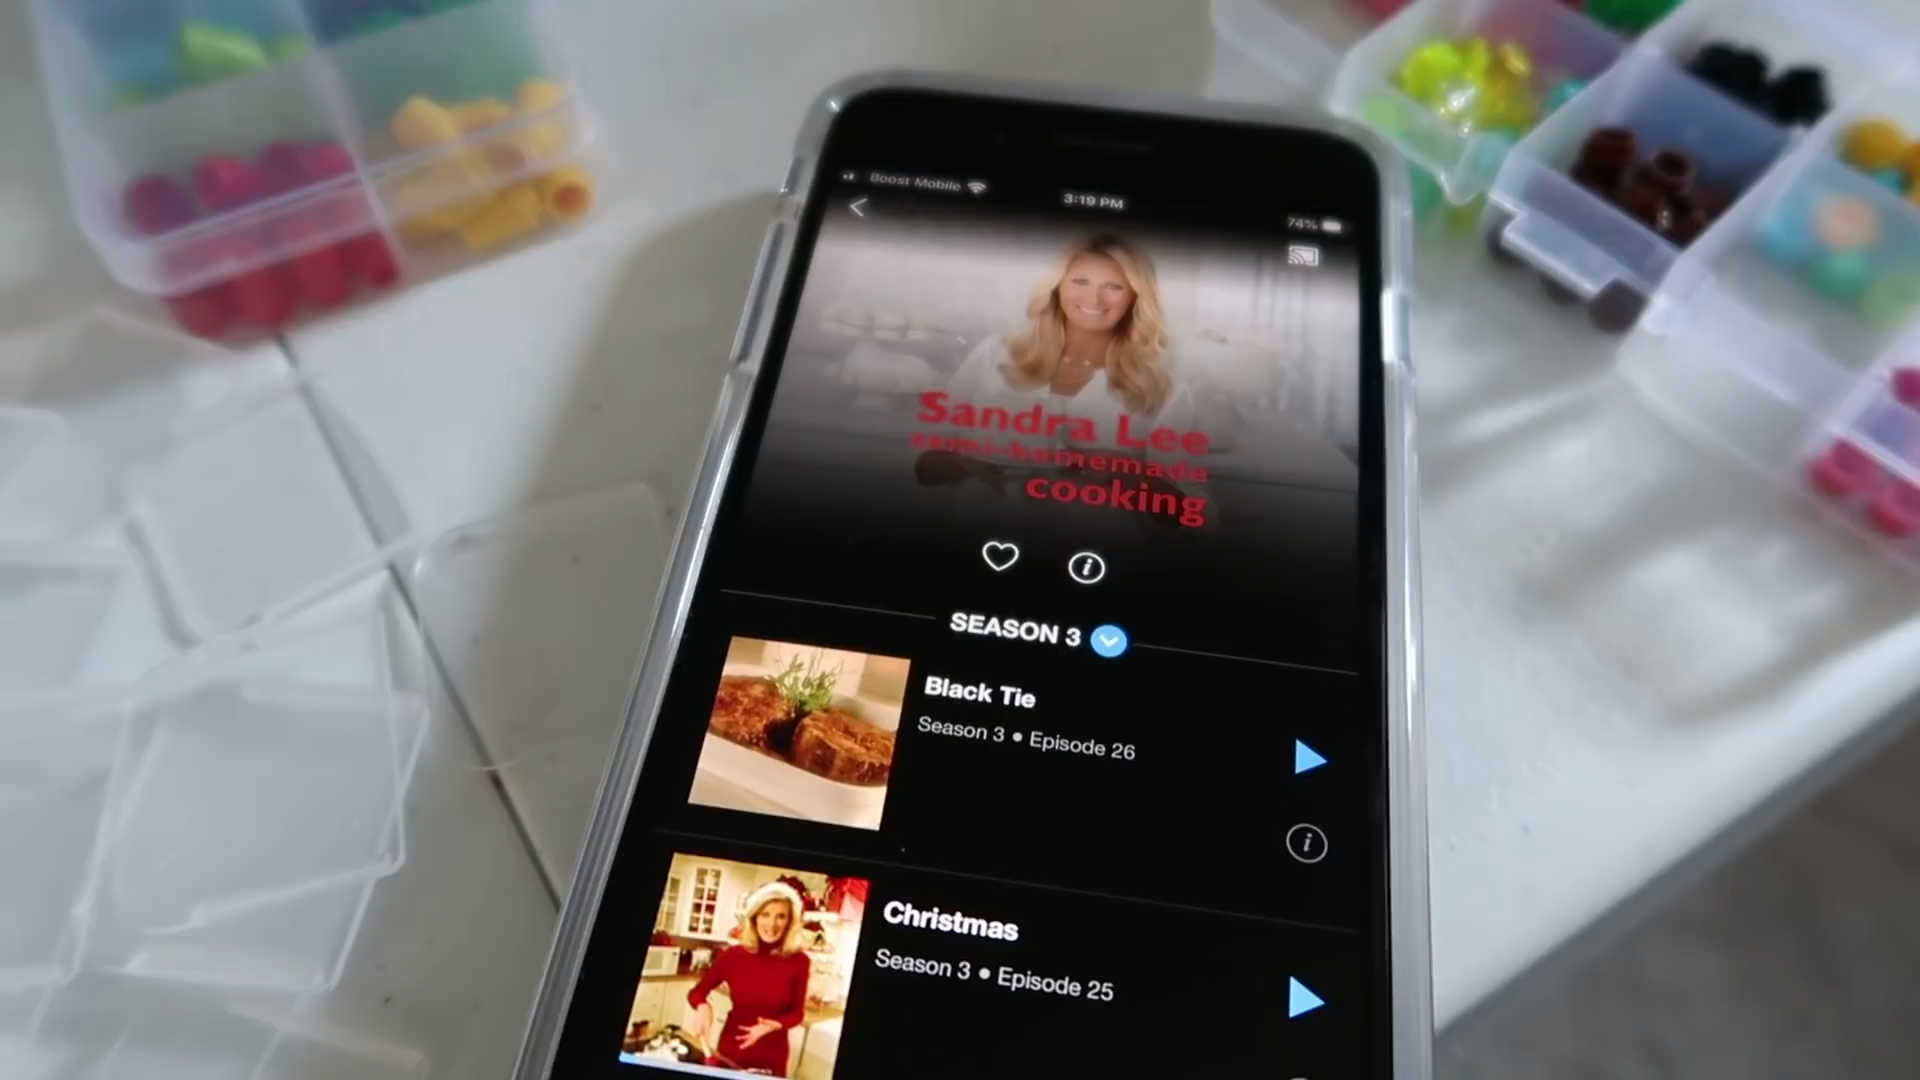 Boost Mobile
3:19 PM
74%
Sandra Lee
semi-homemade
cooking
SEASON 3
Black Tie
Season 3 • Episode 26
Christmas
Season 3 • Episode 25